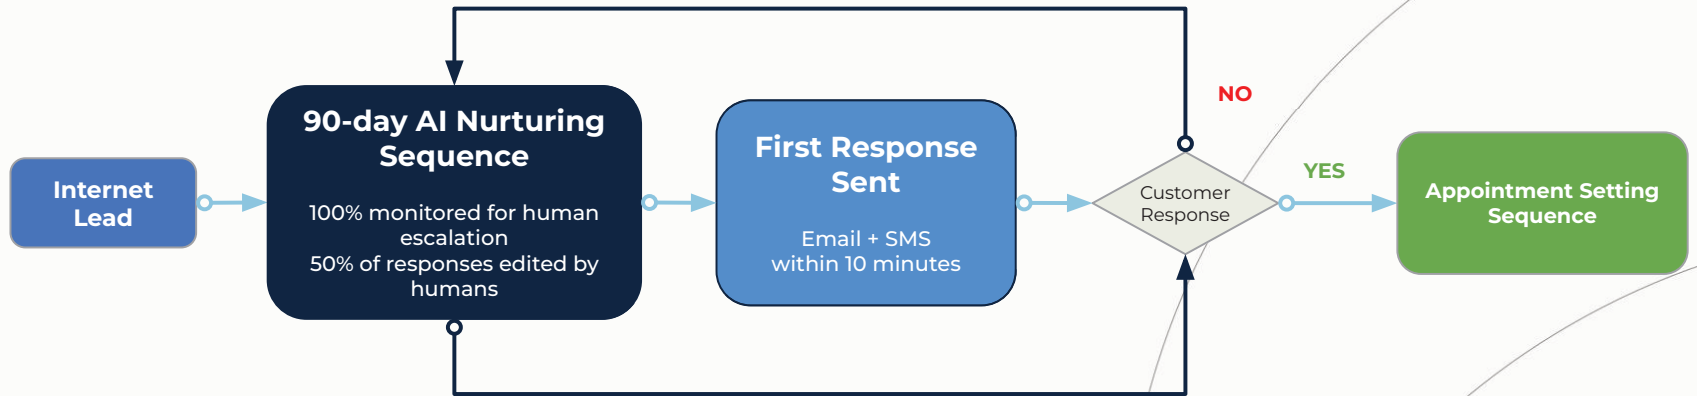 Internet
Lead
90-day AI Nurturing
Sequence
100% monitored for human
escalation
50% of responses edited by
humans
First Response
Sent
Email + SMS
within 10 minutes
Customer
Response
NO
YES
Appointment Setting
Sequence